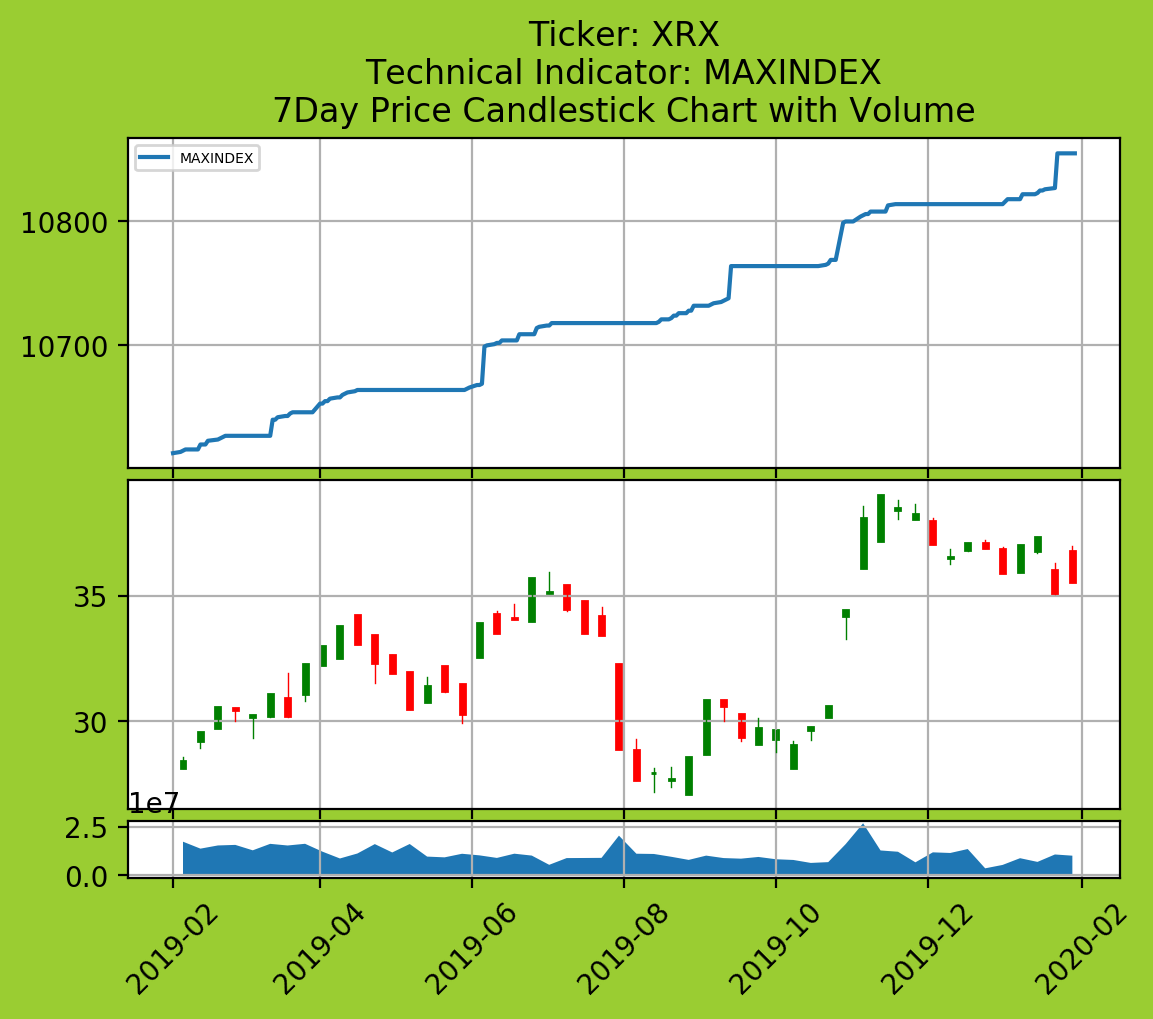 Ticker: XRX
Technical Indicator: MAXINDEX
7Day Price Candlestick Chart with Volume
MAXINDEX
10800
10700
35
30
1e7
2.5
0.0
2019-02
2019-04
2019-06
2019-08
2019-10
2019-12
2020-02